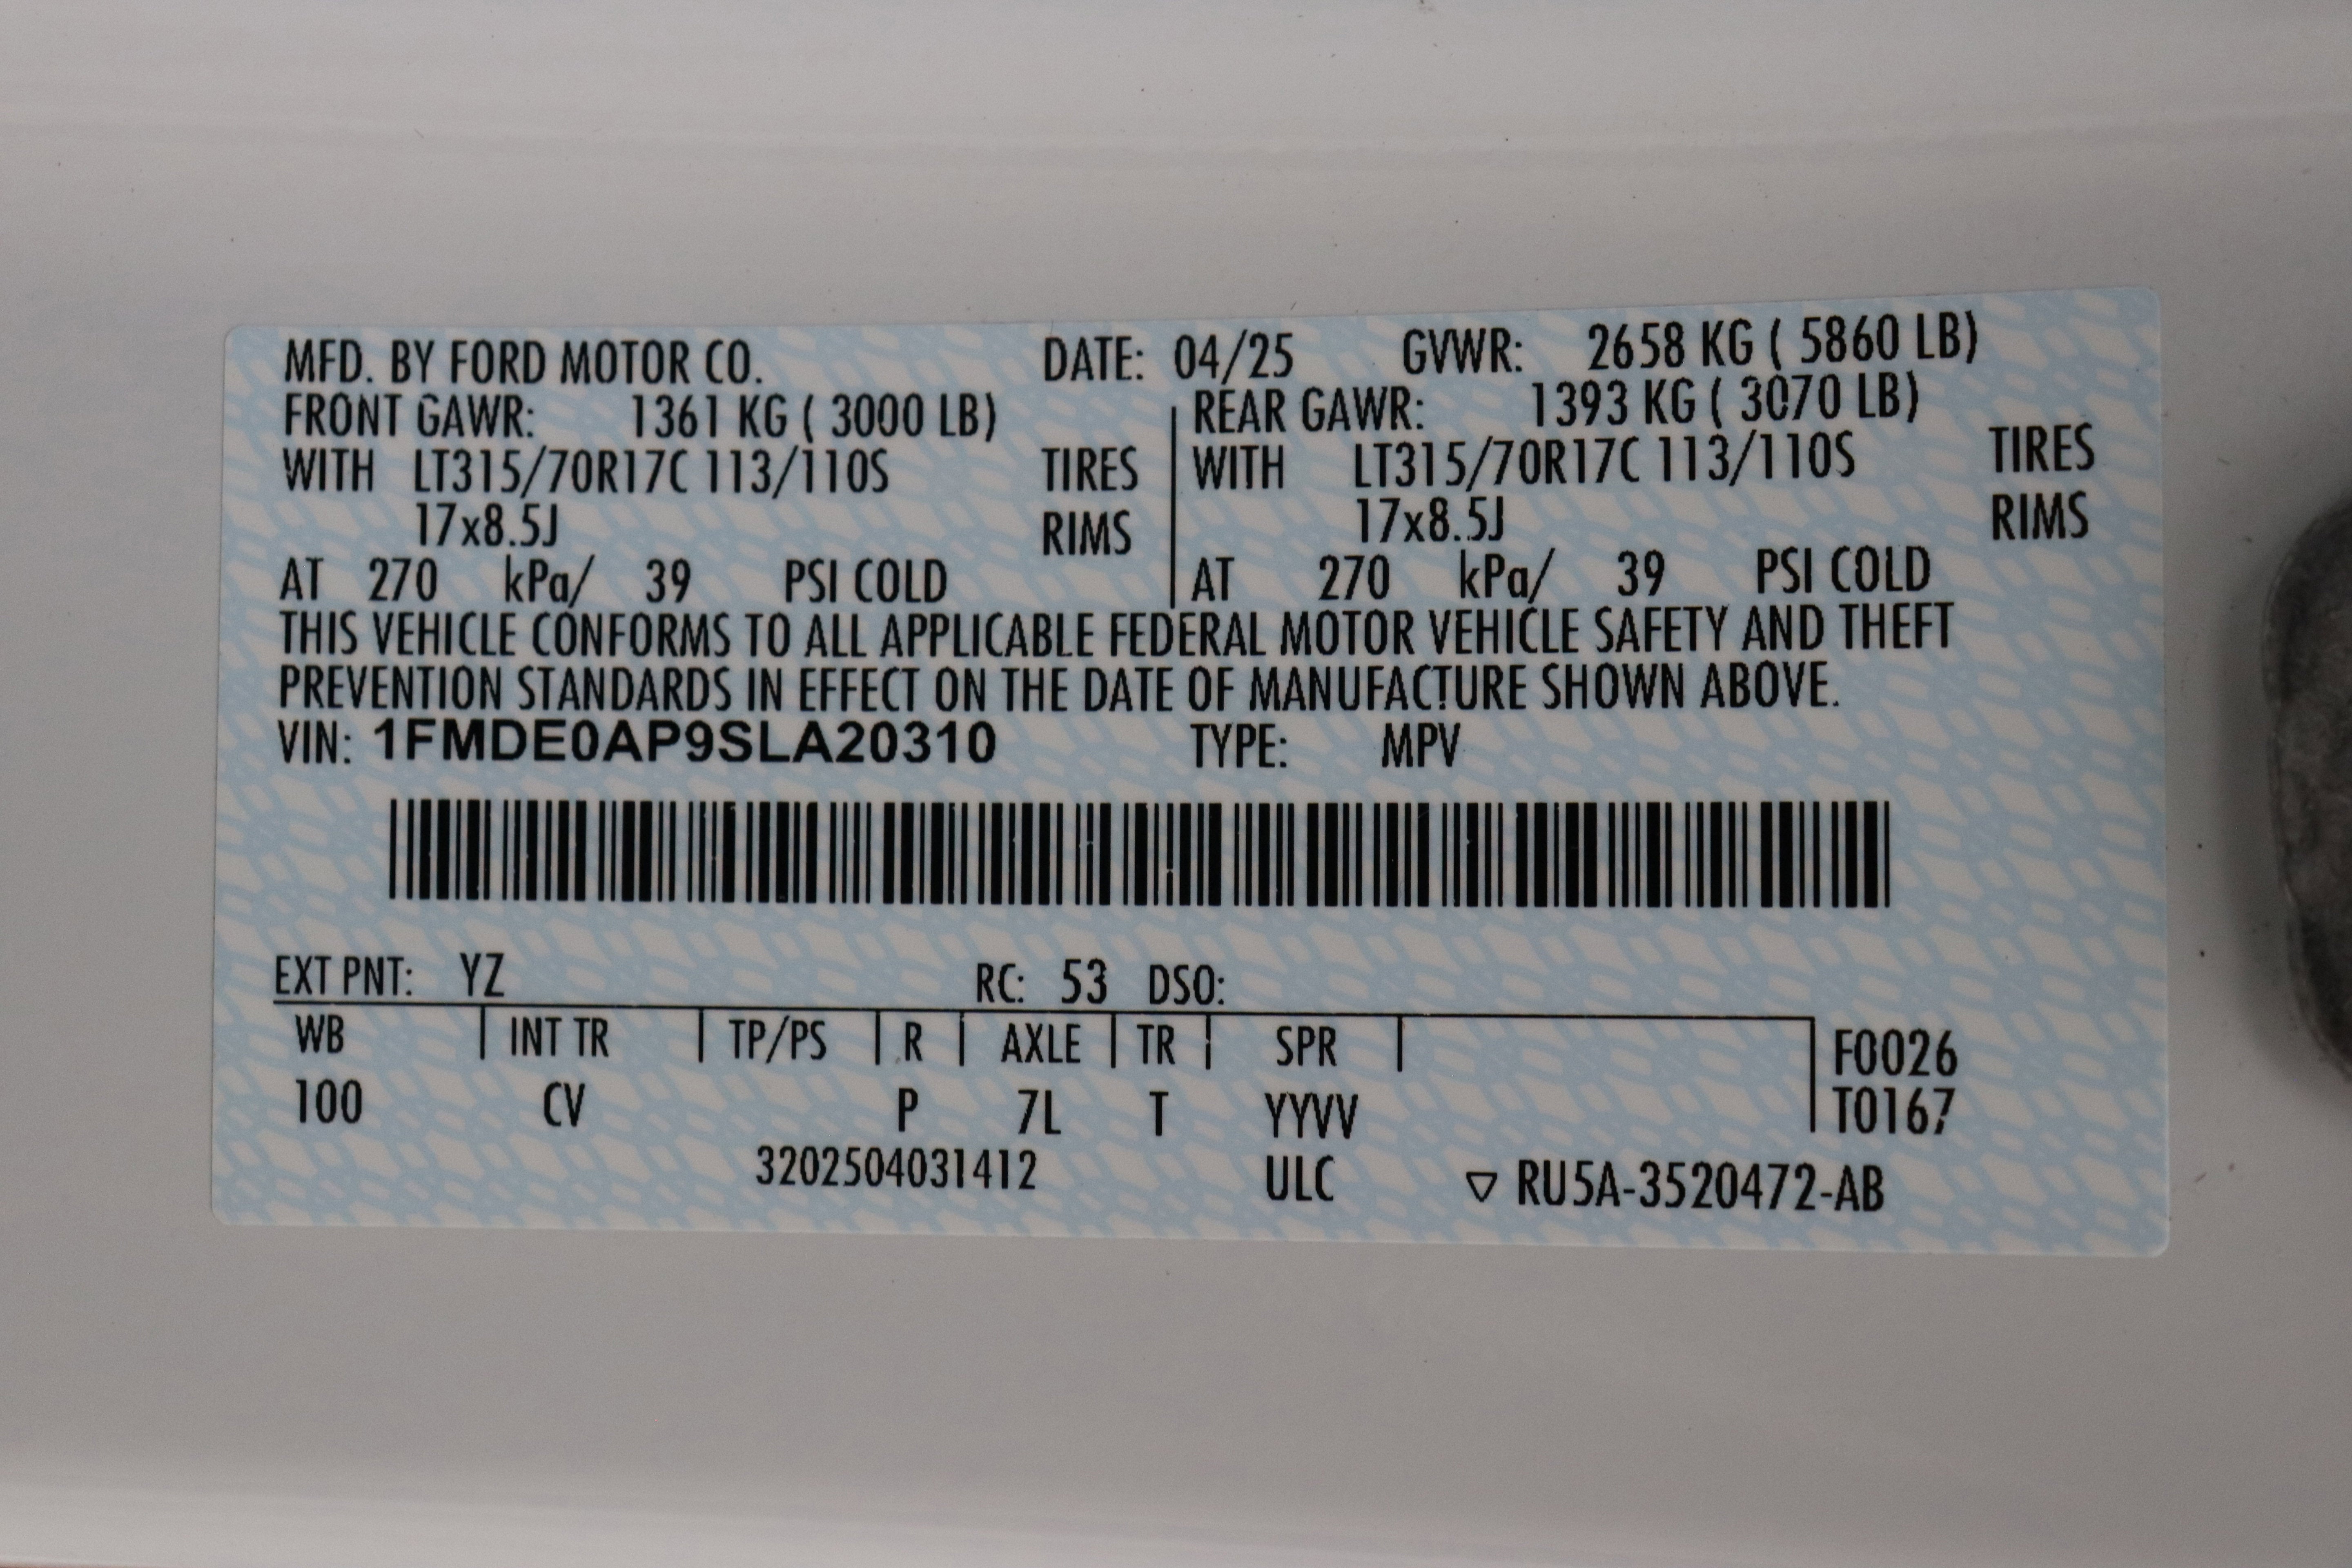 MFD. BY FORD MOTOR CO. DATE: 04/25 GVWR: 2658 KG ( 5860 LB)
FRONT GAWR: 1361 KG ( 3000 LB) REAR GAWR: 1393 KG ( 3070 LB)
WITH LT315/70R17C 113/110S TIRES WITH LT315/70R17C 113/110S TIRES
17x8.5J RIMS 17x8.5J RIMS
AT 270 kPa/ 39 PSI COLD AT 270 kPa/ 39 PSI COLD
THIS VEHICLE CONFORMS TO ALL APPLICABLE FEDERAL MOTOR VEHICLE SAFETY AND THEFT
PREVENTION STANDARDS IN EFFECT ON THE DATE OF MANUFACTURE SHOWN ABOVE.
VIN: 1FMDE0AP9SLA20310 TYPE: MPV
EXT PNT: YZ RC: 53 DSO:
WB INT TR TP/PS R AXLE TR SPR F0026
100 CV P 7L T YYVV T0167
3202504031412 ULC ▽ RU5A-3520472-AB